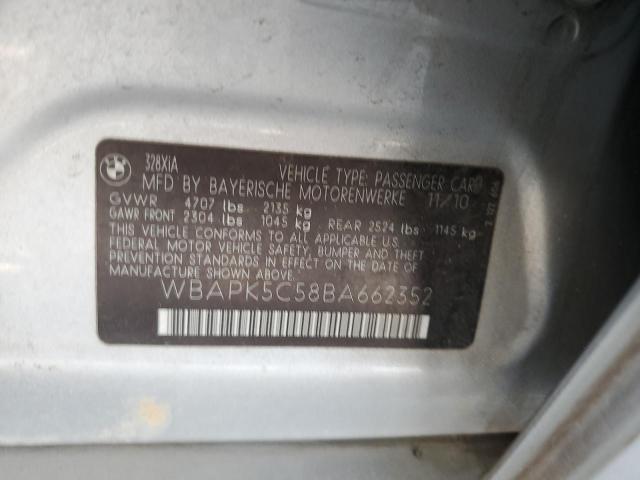 BMW
328XiA
VEHICLE TYPE: PASSENGER CAR
MFD BY BAYERISCHE MOTORENWERKE 11/10
GVWR 4707 lbs 2135 kg
GAWR FRONT 2304 lbs 1045 kg REAR 2524 lbs 1145 kg
THIS VEHICLE CONFORMS TO ALL APPLICABLE U.S.
FEDERAL MOTOR VEHICLE SAFETY, BUMPER AND THEFT
PREVENTION STANDARDS IN EFFECT ON THE DATE OF
MANUFACTURE SHOWN ABOVE.
WBAPK5C58BA662352